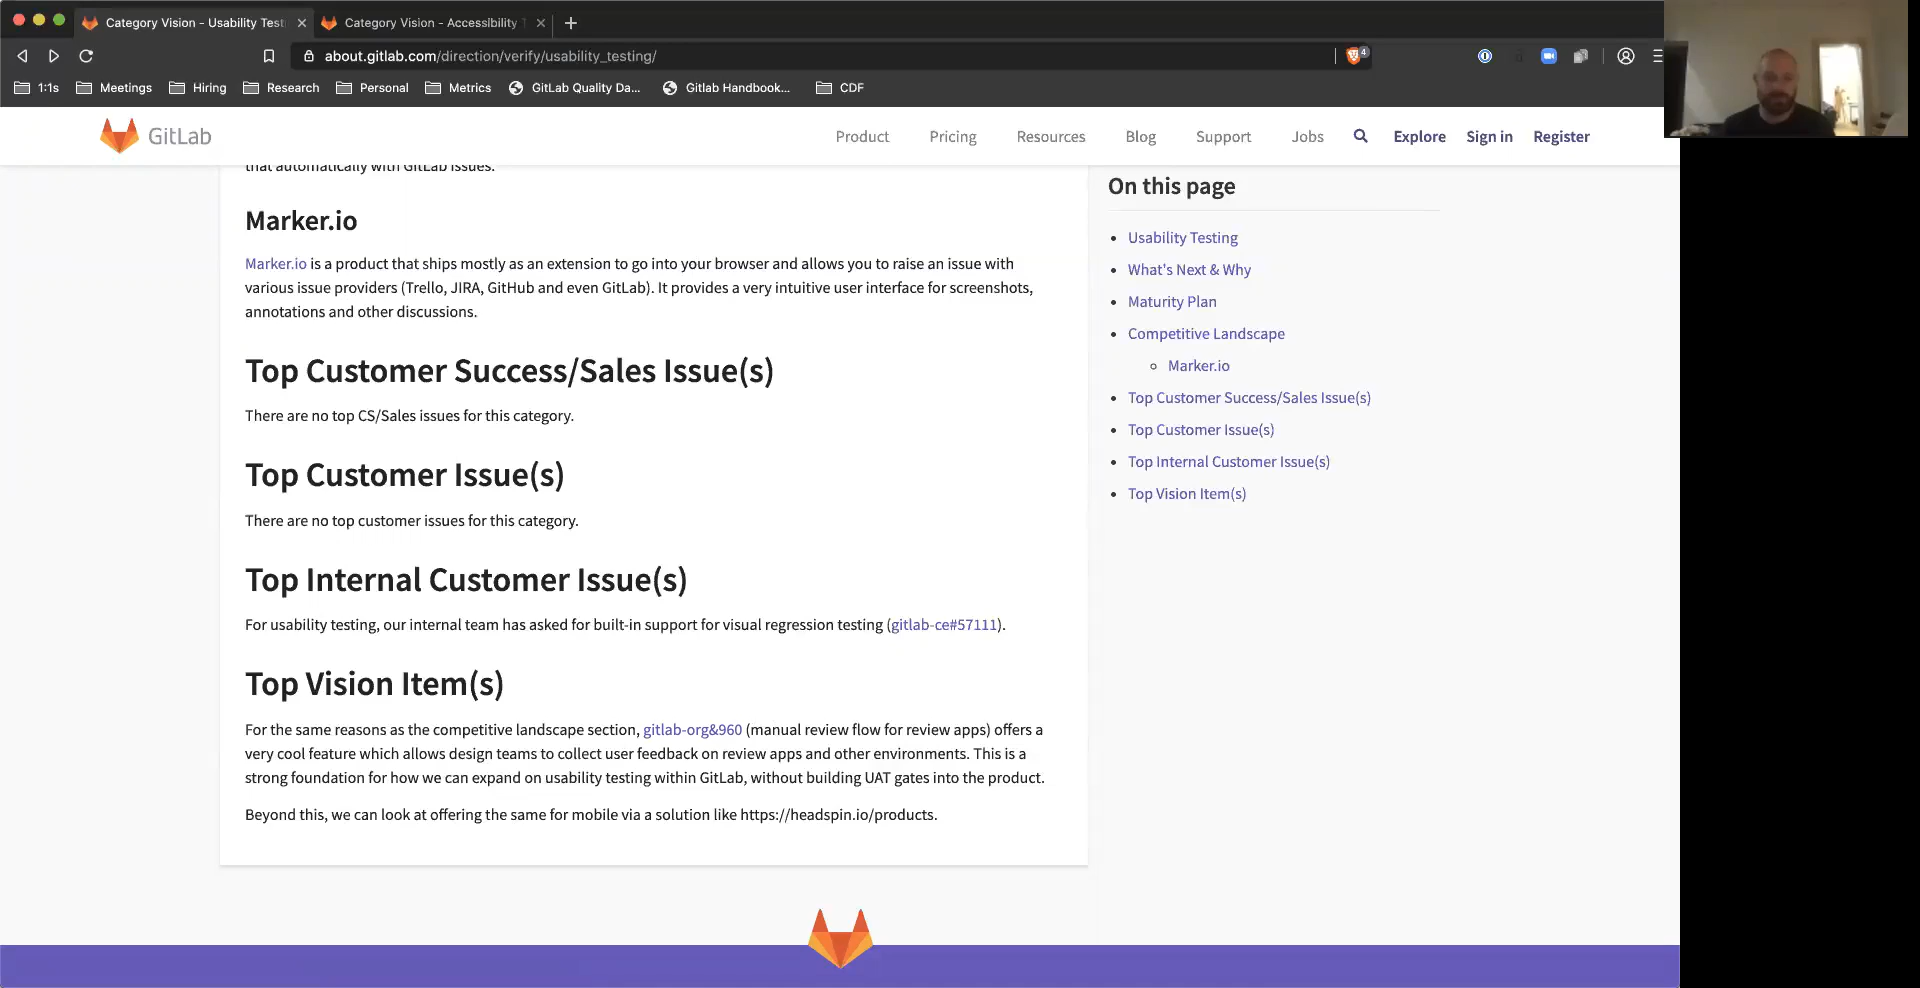 Category Vision - Usability Test
Category Vision - Accessibility T
about.gitlab.com/direction/verify/usability_testing/
4
1:1s
Meetings
Hiring
Research
Personal
Metrics
GitLab Quality Da...
Gitlab Handbook...
CDF
GitLab
Product
Pricing
Resources
Blog
Support
Jobs
Explore
Sign in
Register
that automatically with GitLab issues.
Marker.io
Marker.io is a product that ships mostly as an extension to go into your browser and allows you to raise an issue with
various issue providers (Trello, JIRA, GitHub and even GitLab). It provides a very intuitive user interface for screenshots,
annotations and other discussions.
Top Customer Success/Sales Issue(s)
There are no top CS/Sales issues for this category.
Top Customer Issue(s)
There are no top customer issues for this category.
Top Internal Customer Issue(s)
For usability testing, our internal team has asked for built-in support for visual regression testing (gitlab-ce#57111).
Top Vision Item(s)
For the same reasons as the competitive landscape section, gitlab-org&960 (manual review flow for review apps) offers a
very cool feature which allows design teams to collect user feedback on review apps and other environments. This is a
strong foundation for how we can expand on usability testing within GitLab, without building UAT gates into the product.
Beyond this, we can look at offering the same for mobile via a solution like https://headspin.io/products.
On this page
Usability Testing
What's Next & Why
Maturity Plan
Competitive Landscape
Marker.io
Top Customer Success/Sales Issue(s)
Top Customer Issue(s)
Top Internal Customer Issue(s)
Top Vision Item(s)